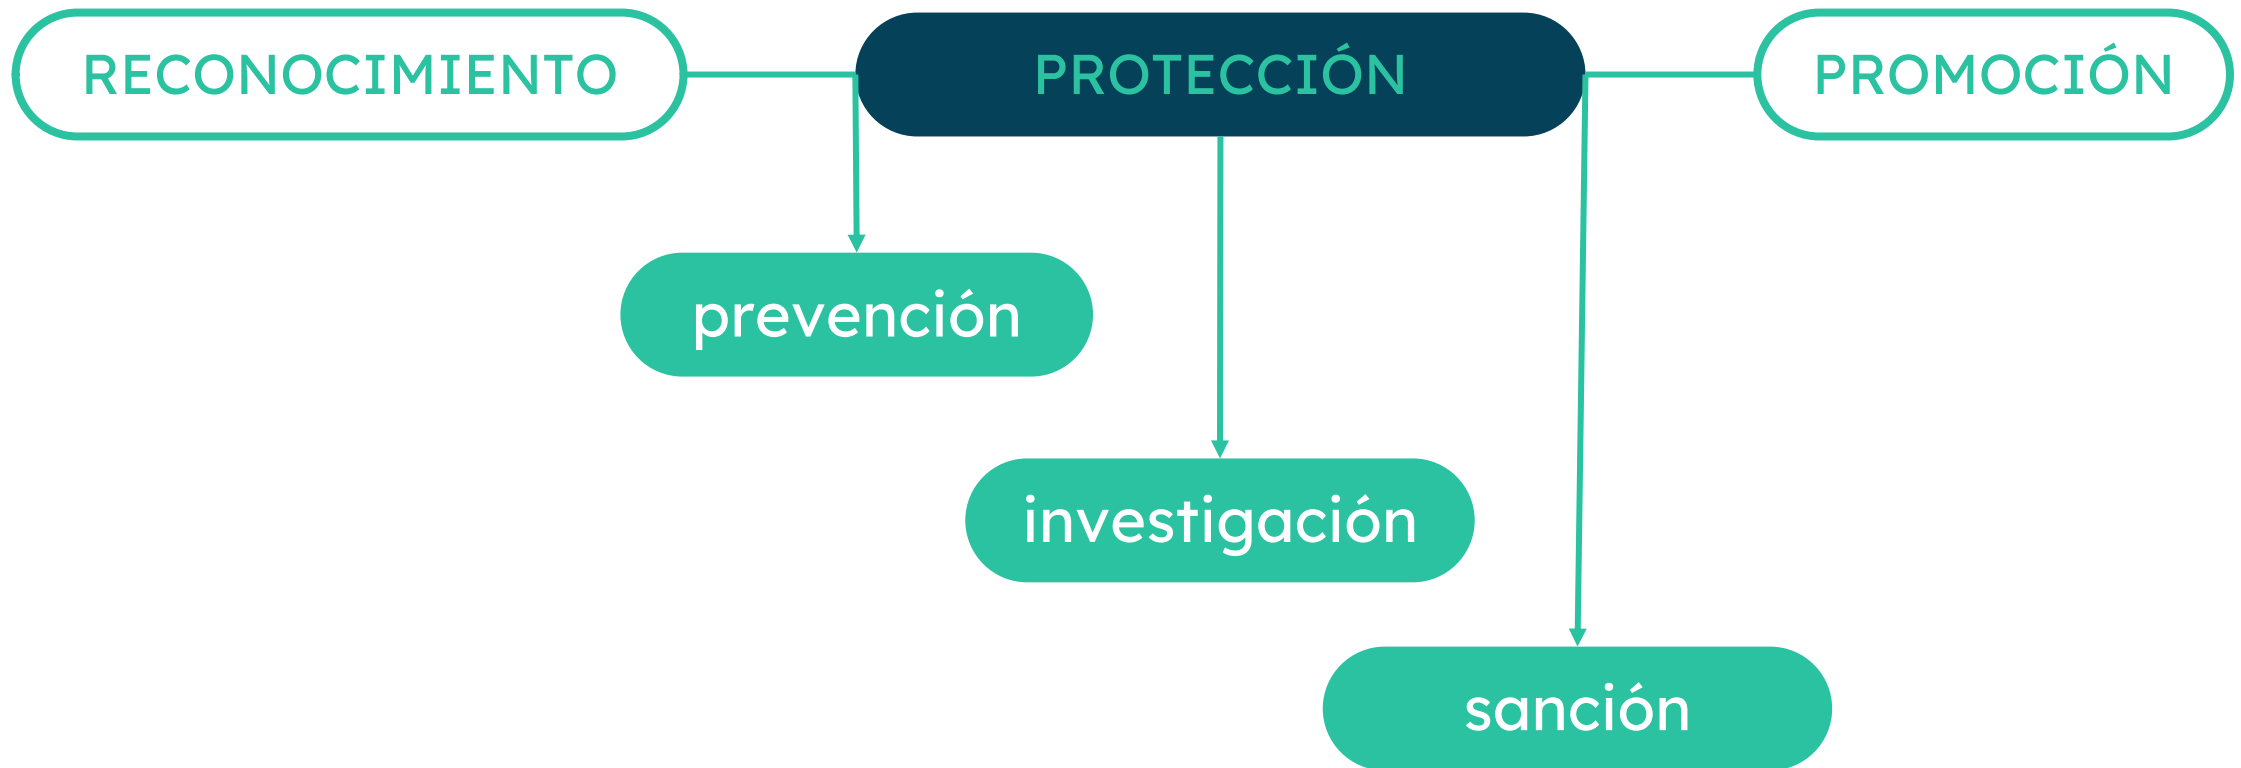 RECONOCIMIENTO
PROTECCIÓN
PROMOCIÓN
prevención
investigación
sanción